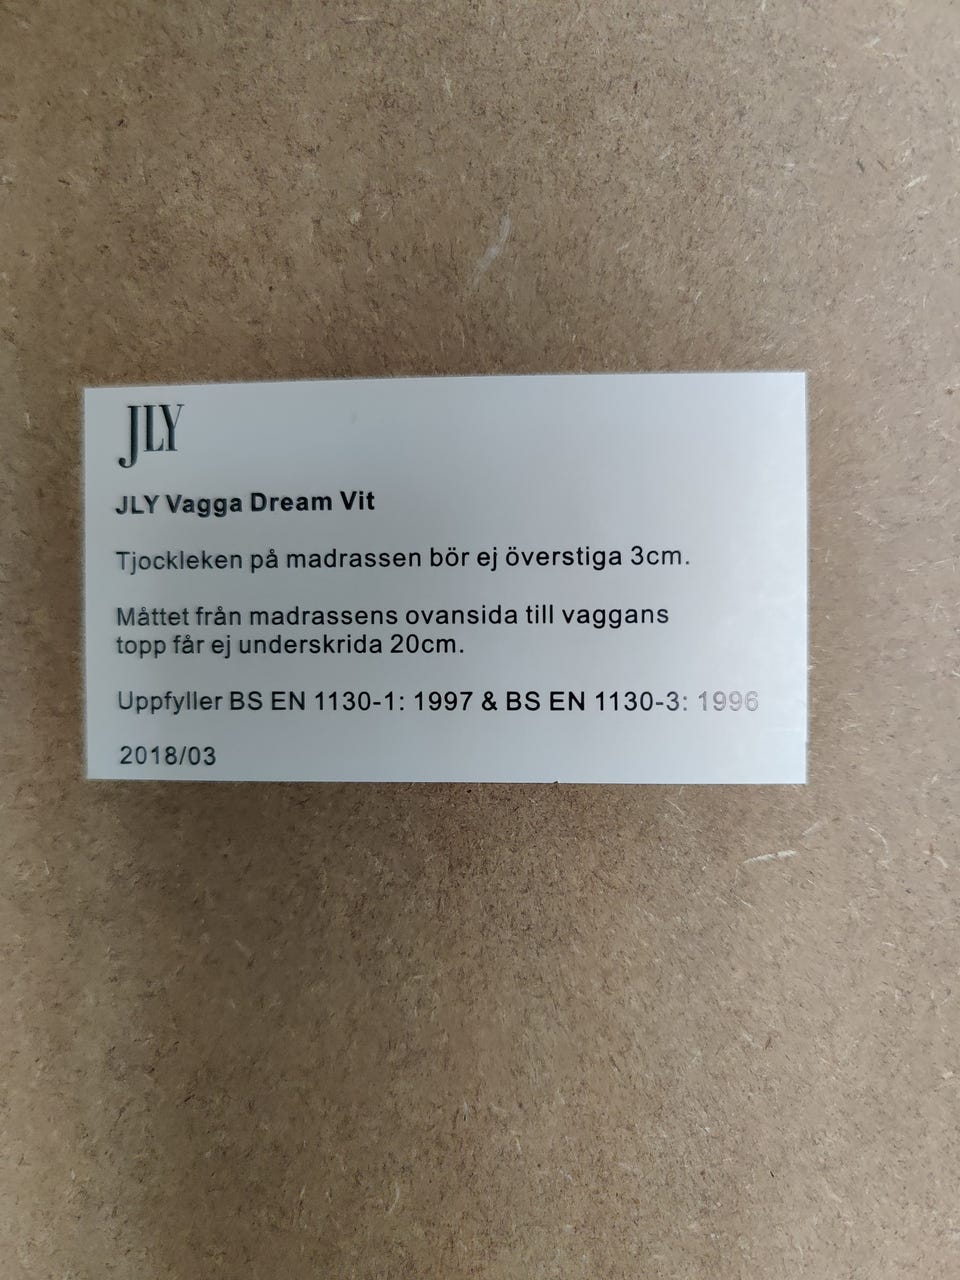 JLY
JLY Vagga Dream Vit
Tjockleken på madrassen bör ej överstiga 3cm.
Måttet från madrassens ovansida till vaggans
topp får ej underskrida 20cm.
Uppfyller BS EN 1130-1: 1997 & BS EN 1130-3: 1996
2018/03